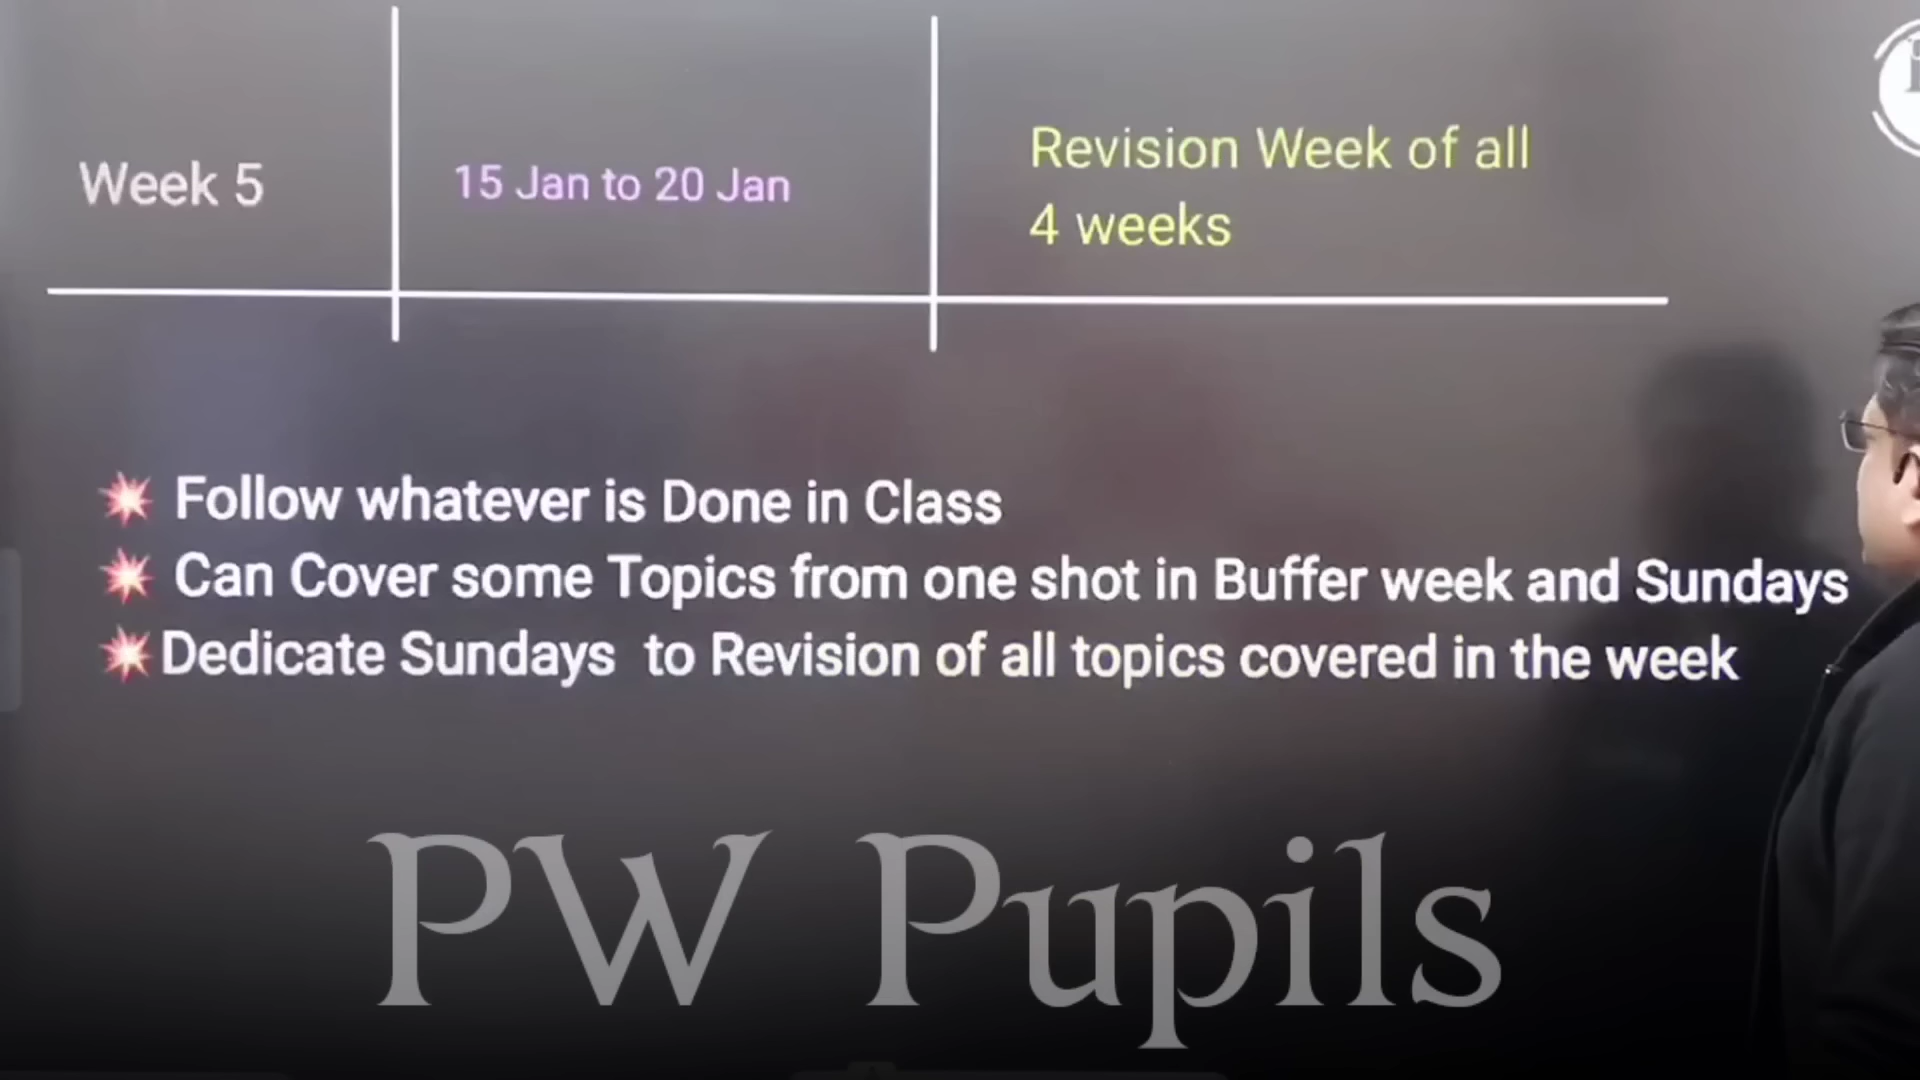 Week 5
15 Jan to 20 Jan
Revision Week of all
4 weeks
💥 Follow whatever is Done in Class
💥 Can Cover some Topics from one shot in Buffer week and Sundays
💥 Dedicate Sundays to Revision of all topics covered in the week
PW Pupils